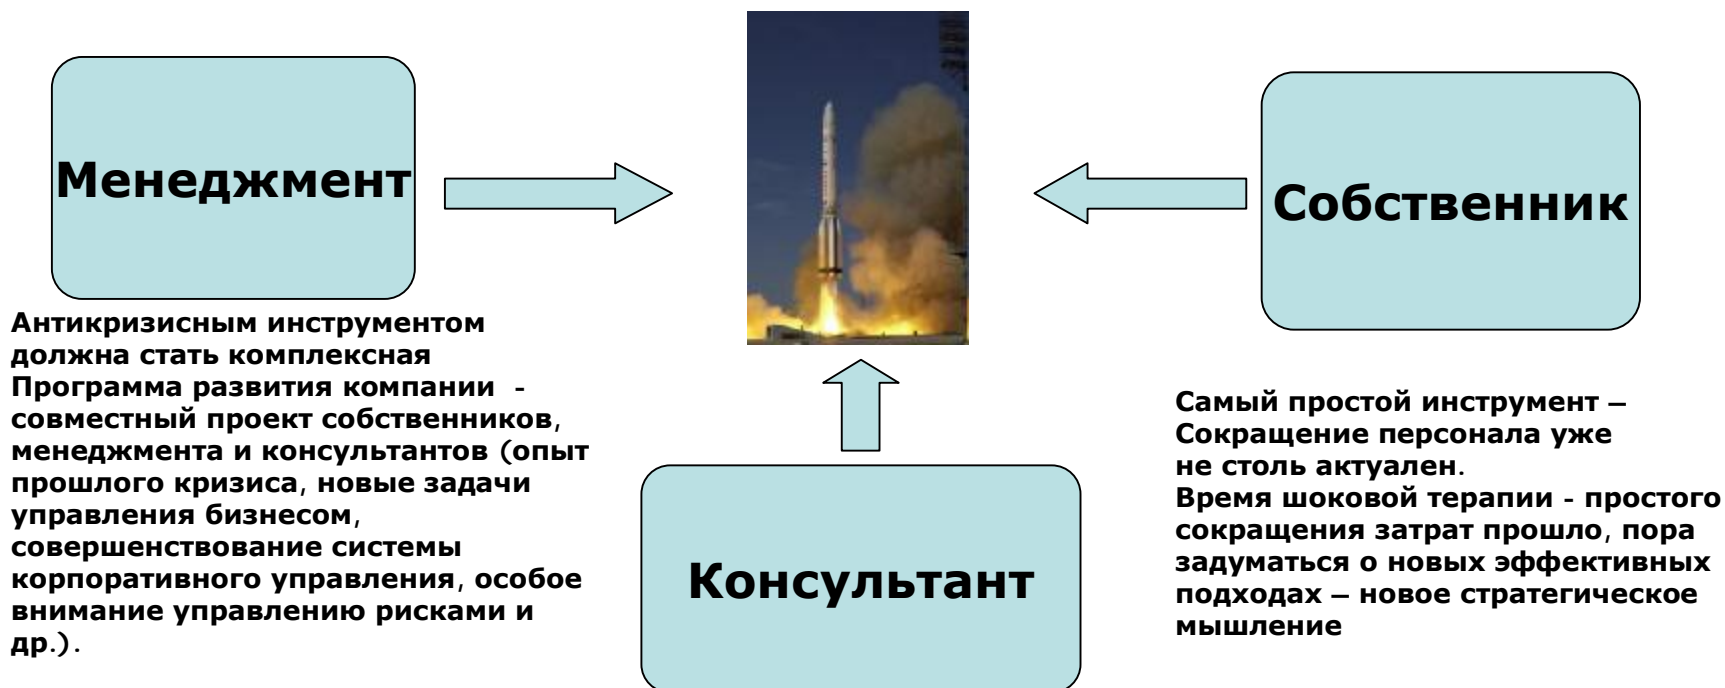 Менеджмент
Собственник
Антикризисным инструментом
должна стать комплексная
Программа развития компании  -
совместный проект собственников,
менеджмента и консультантов (опыт
прошлого кризиса, новые задачи
управления бизнесом,
совершенствование системы
корпоративного управления, особое
внимание управлению рисками и
др.).
Консультант
Самый простой инструмент –
Сокращение персонала уже
не столь актуален.
Время шоковой терапии - простого
сокращения затрат прошло, пора
задуматься о новых эффективных
подходах – новое стратегическое
мышление